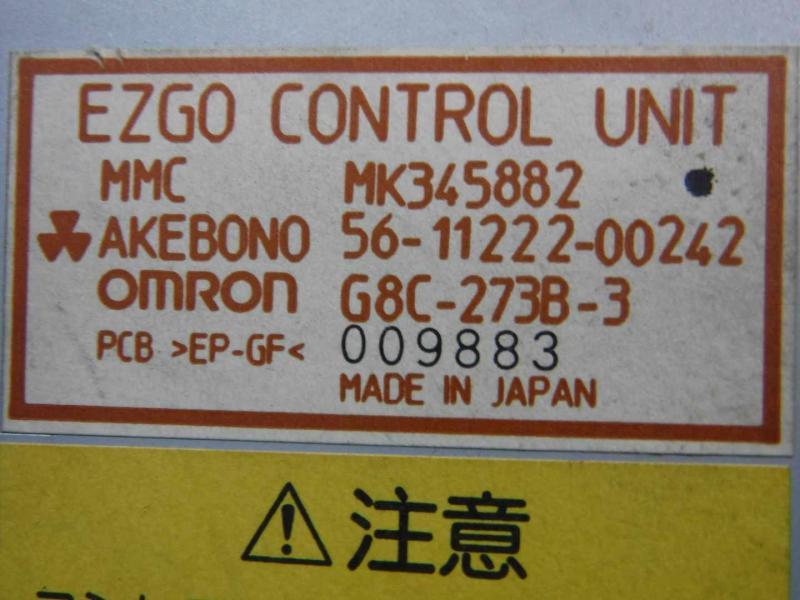 EZGO CONTROL UNIT
MMC MK345882
AKEBONO 56-11222-00242
OMRON G8C-273B-3
PCB >EP-GF< 009883
MADE IN JAPAN
注意